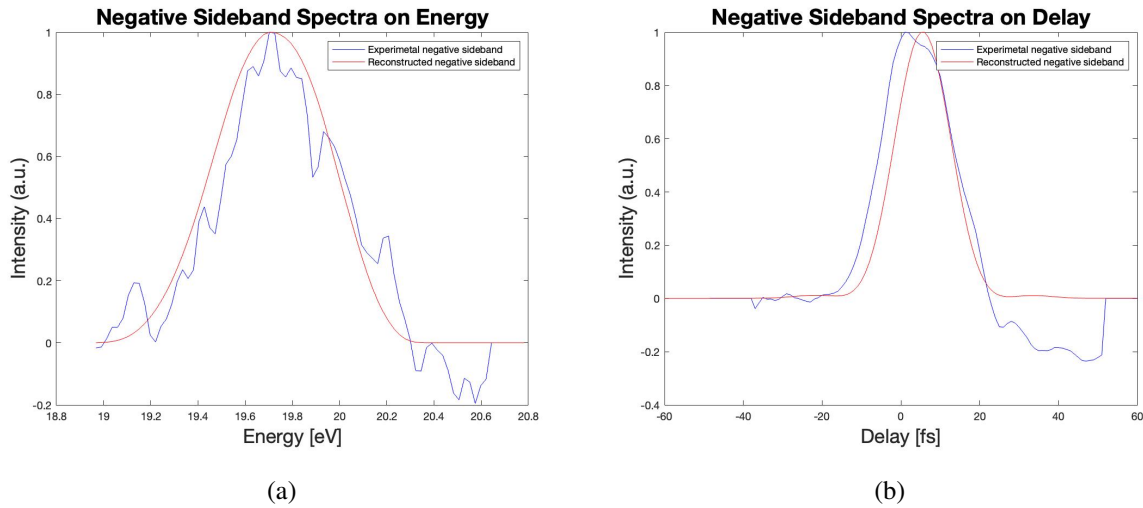 Negative Sideband Spectra on Energy
Experimetal negative sideband
Reconstructed negative sideband
Intensity (a.u.)
1
0.8
0.6
0.4
0.2
0
-0.2
18.8 19 19.2 19.4 19.6 19.8 20 20.2 20.4 20.6 20.8
Energy [eV]
(a)
Negative Sideband Spectra on Delay
Experimetal negative sideband
Reconstructed negative sideband
Intensity (a.u.)
1
0.8
0.6
0.4
0.2
0
-0.2
-0.4
-60 -40 -20 0 20 40 60
Delay [fs]
(b)